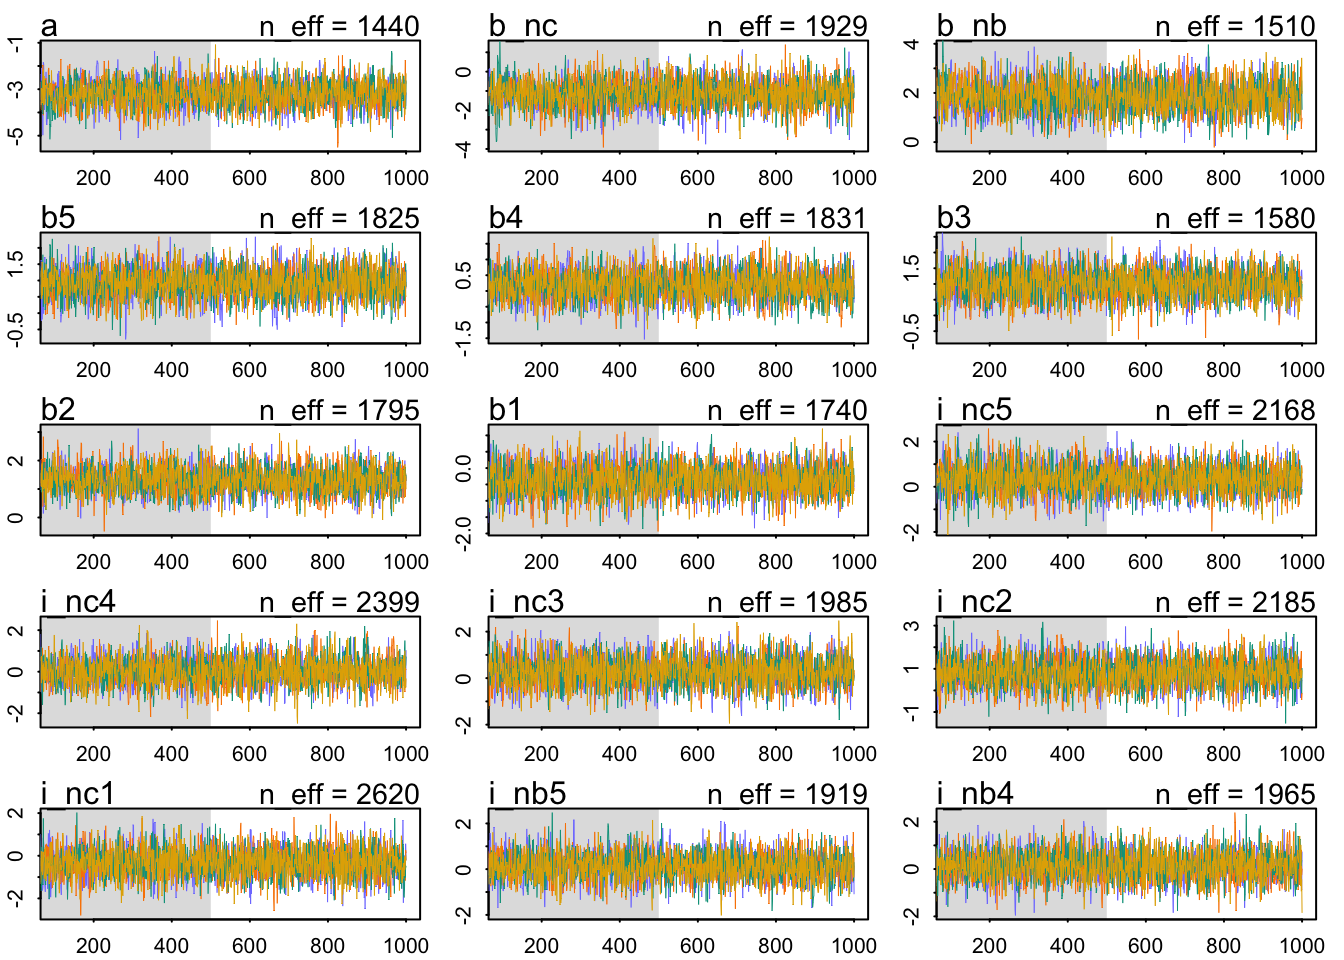 a n_eff = 1440 b_nc n_eff = 1929 b_nb n_eff = 1510
-1 -3 -5 0 -2 -4 4 2 0
200 400 600 800 1000 200 400 600 800 1000 200 400 600 800 1000
b5 n_eff = 1825 b4 n_eff = 1831 b3 n_eff = 1580
1.5 -0.5 0.5 -1.5 1.5 -0.5
200 400 600 800 1000 200 400 600 800 1000 200 400 600 800 1000
b2 n_eff = 1795 b1 n_eff = 1740 i_nc5 n_eff = 2168
2 0 0.0 -2.0 2 0 -2
200 400 600 800 1000 200 400 600 800 1000 200 400 600 800 1000
i_nc4 n_eff = 2399 i_nc3 n_eff = 1985 i_nc2 n_eff = 2185
2 0 -2 2 0 -2 3 1 -1
200 400 600 800 1000 200 400 600 800 1000 200 400 600 800 1000
i_nc1 n_eff = 2620 i_nb5 n_eff = 1919 i_nb4 n_eff = 1965
2 0 -2 2 0 -2 2 0 -2
200 400 600 800 1000 200 400 600 800 1000 200 400 600 800 1000